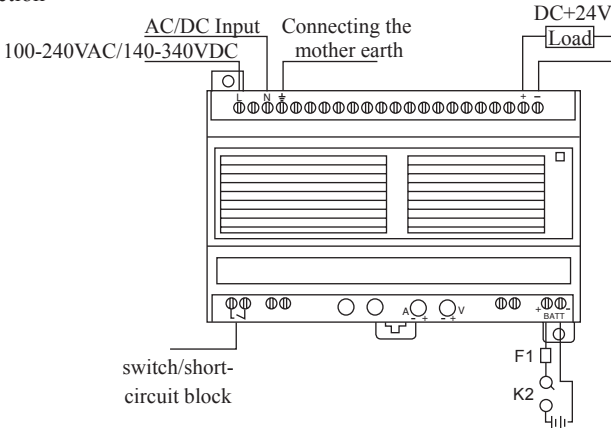 AC/DC Input
Connecting the
mother earth
DC+24V
Load
100-240VAC/140-340VDC
L N
+ −
A
- +
V
- +
+ -
BATT
F1
K2
switch/short-
circuit block